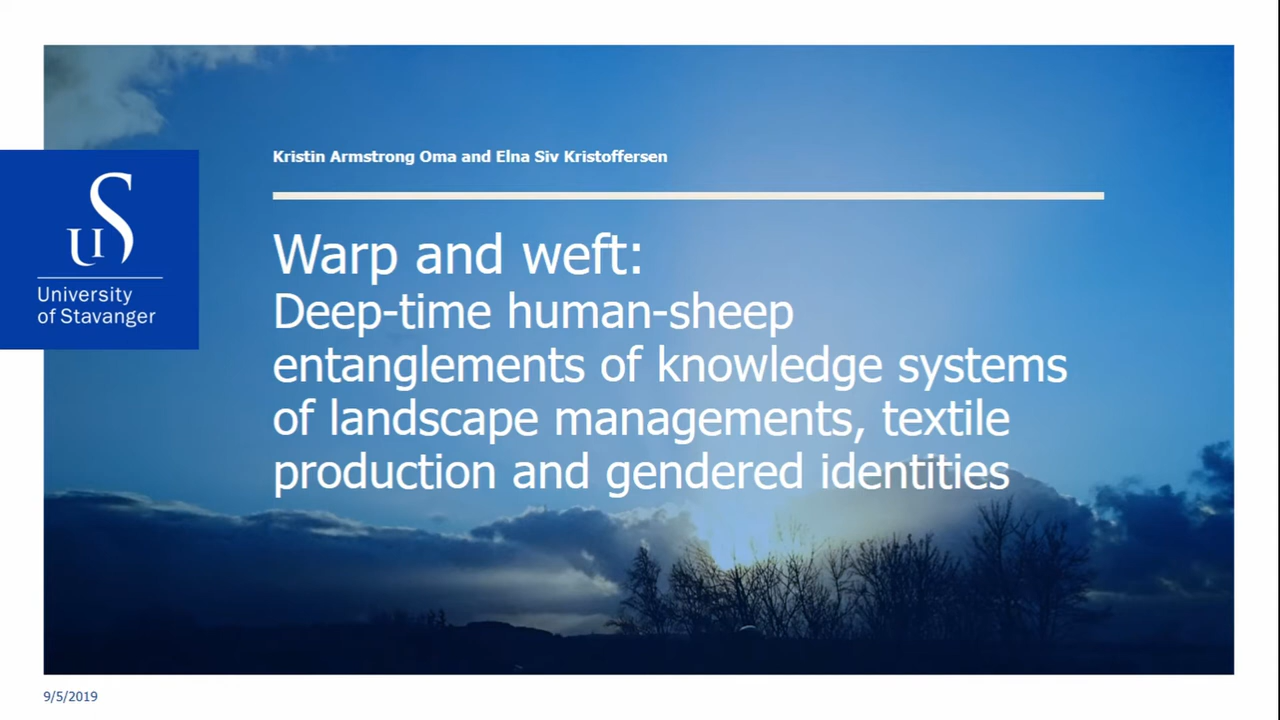 Kristin Armstrong Oma and Elna Siv Kristoffersen
uiS
University
of Stavanger
Warp and weft:
Deep-time human-sheep
entanglements of knowledge systems
of landscape managements, textile
production and gendered identities
9/5/2019